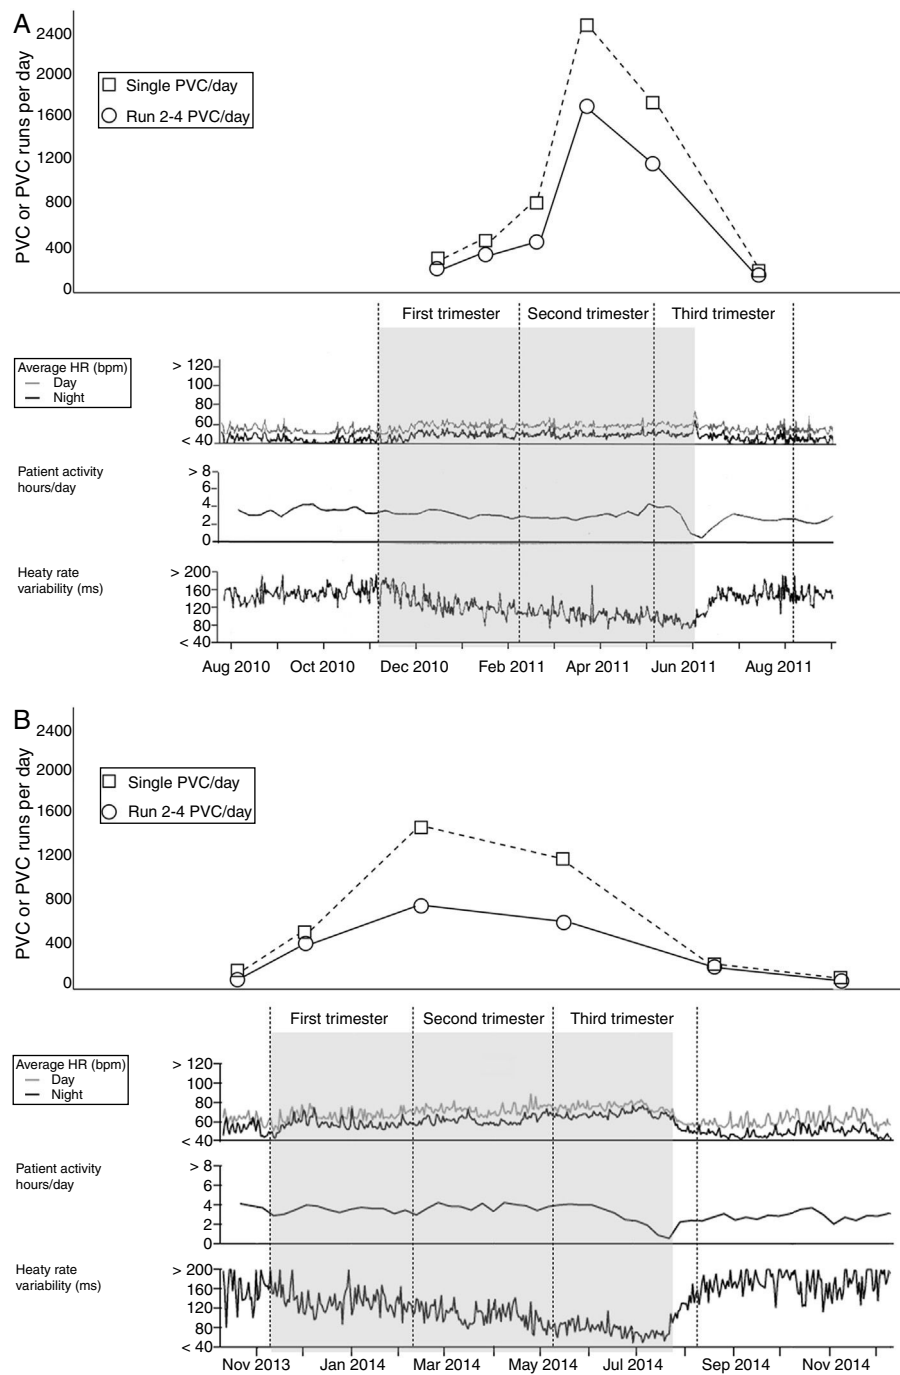 A
PVC or PVC runs per day
2400
2000
1600
1200
800
400
0
Single PVC/day
Run 2-4 PVC/day
First trimester Second trimester Third trimester
Average HR (bpm)
Day
Night
> 120
100
80
60
< 40
Patient activity
hours/day
> 8
6
4
2
0
Heaty rate
variability (ms)
> 200
160
120
80
< 40
Aug 2010 Oct 2010 Dec 2010 Feb 2011 Apr 2011 Jun 2011 Aug 2011
B
PVC or PVC runs per day
2400
2000
1600
1200
800
400
0
Single PVC/day
Run 2-4 PVC/day
First trimester Second trimester Third trimester
Average HR (bpm)
Day
Night
> 120
100
80
60
< 40
Patient activity
hours/day
> 8
6
4
2
0
Heaty rate
variability (ms)
> 200
160
120
80
< 40
Nov 2013 Jan 2014 Mar 2014 May 2014 Jul 2014 Sep 2014 Nov 2014